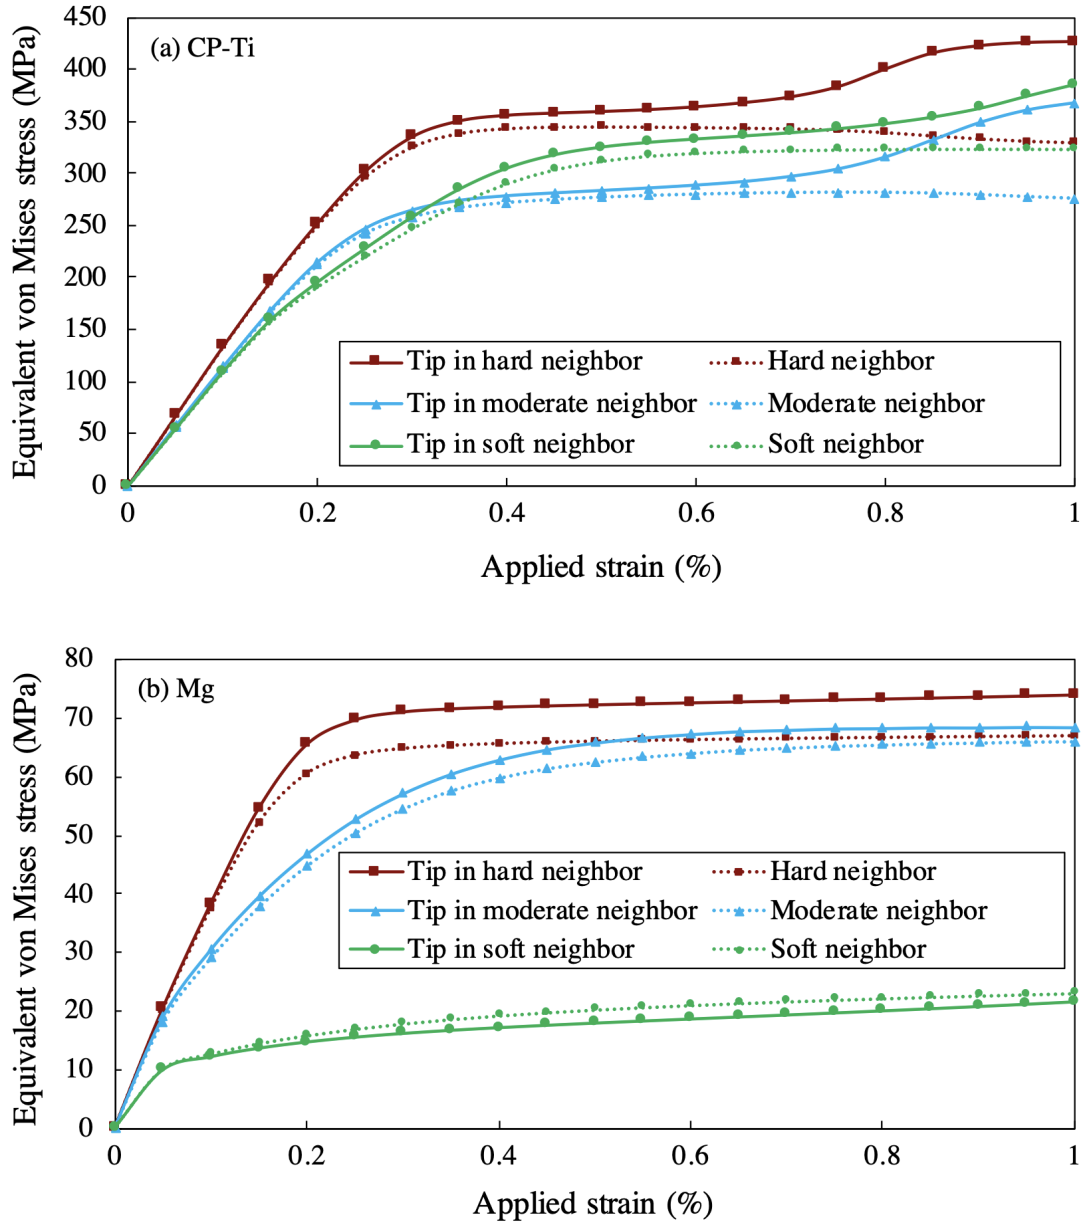 (a) CP-Ti
Equivalent von Mises stress (MPa)
450
400
350
300
250
200
150
100
50
0
Tip in hard neighbor
Hard neighbor
Tip in moderate neighbor
Moderate neighbor
Tip in soft neighbor
Soft neighbor
0
0.2
0.4
0.6
0.8
1
Applied strain (%)
(b) Mg
Equivalent von Mises stress (MPa)
80
70
60
50
40
30
20
10
0
Tip in hard neighbor
Hard neighbor
Tip in moderate neighbor
Moderate neighbor
Tip in soft neighbor
Soft neighbor
0
0.2
0.4
0.6
0.8
1
Applied strain (%)